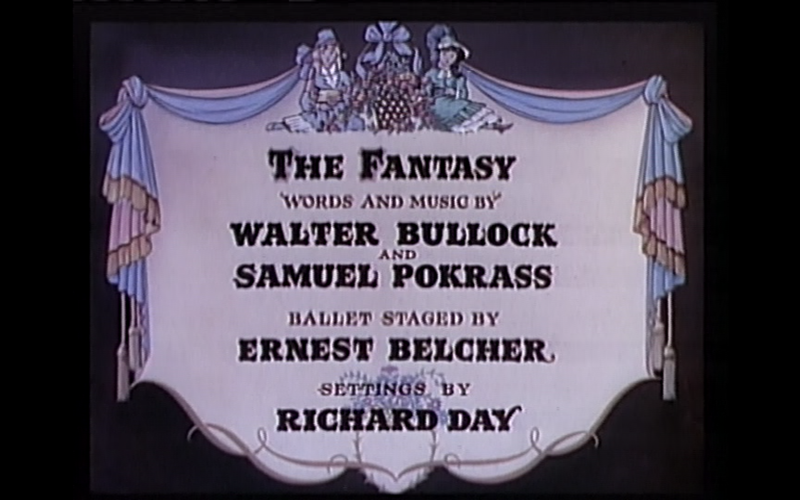 THE FANTASY
WORDS AND MUSIC BY
WALTER BULLOCK
AND
SAMUEL POKRASS
BALLET STAGED BY
ERNEST BELCHER
SETTINGS BY
RICHARD DAY